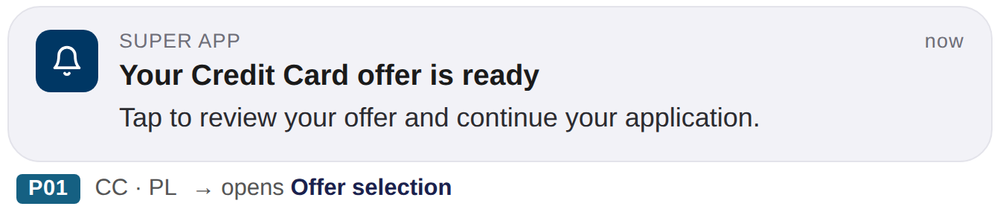 SUPER APP now
Your Credit Card offer is ready
Tap to review your offer and continue your application.
P01 CC · PL → opens Offer selection